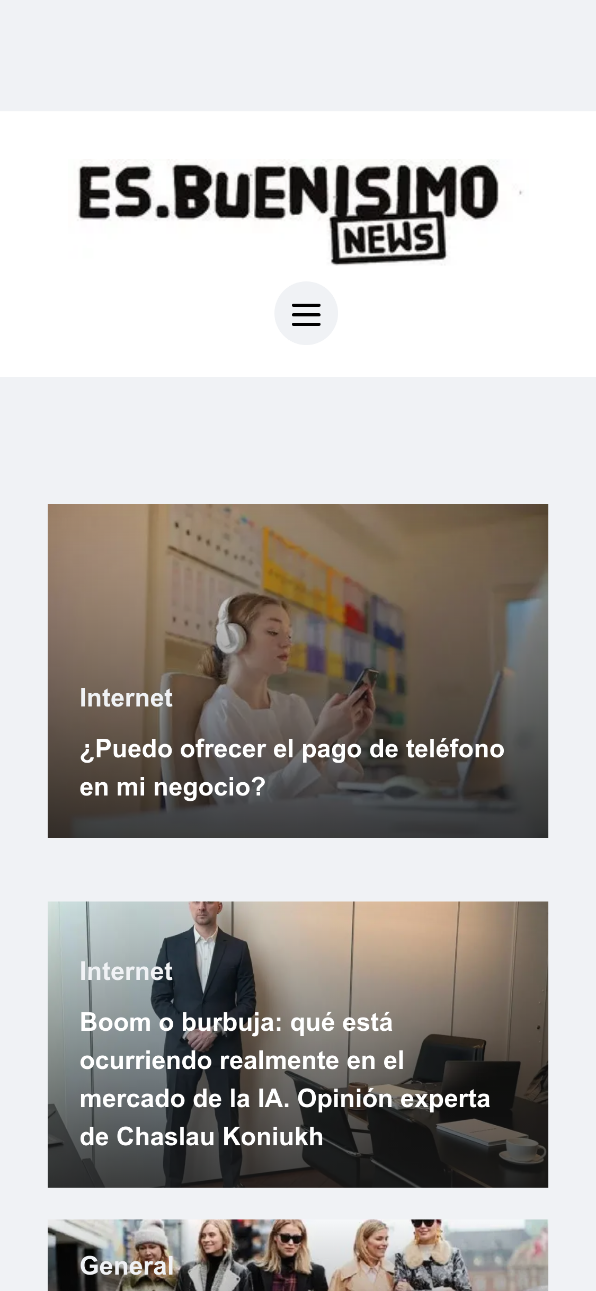 ES.BUENISIMO
NEWS
Internet
¿Puedo ofrecer el pago de teléfono
en mi negocio?
Internet
Boom o burbuja: qué está
ocurriendo realmente en el
mercado de la IA. Opinión experta
de Chaslau Koniukh
General